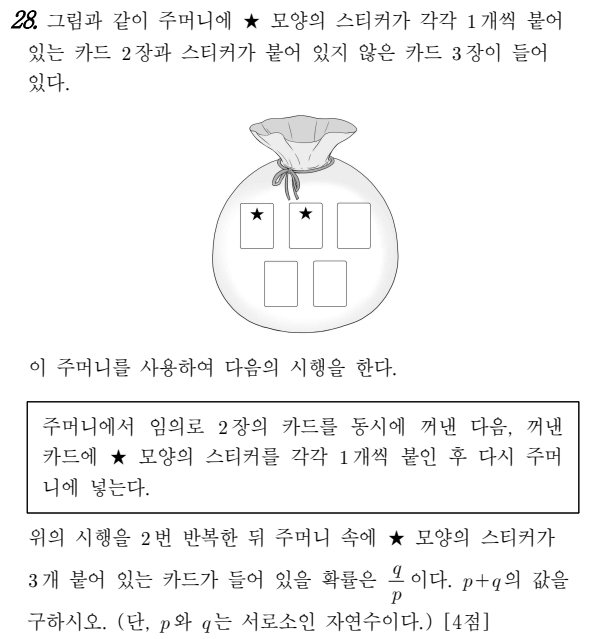 28. 그림과 같이 주머니에 ★ 모양의 스티커가 각각 1개씩 붙어
있는 카드 2장과 스티커가 붙어 있지 않은 카드 3장이 들어
있다.
★ ★
이 주머니를 사용하여 다음의 시행을 한다.
주머니에서 임의로 2장의 카드를 동시에 꺼낸 다음, 꺼낸
카드에 ★ 모양의 스티커를 각각 1개씩 붙인 후 다시 주머
니에 넣는다.
위의 시행을 2번 반복한 뒤 주머니 속에 ★ 모양의 스티커가
3개 붙어 있는 카드가 들어 있을 확률은 q/p 이다. p+q의 값을
구하시오. (단, p와 q는 서로소인 자연수이다.) [4점]